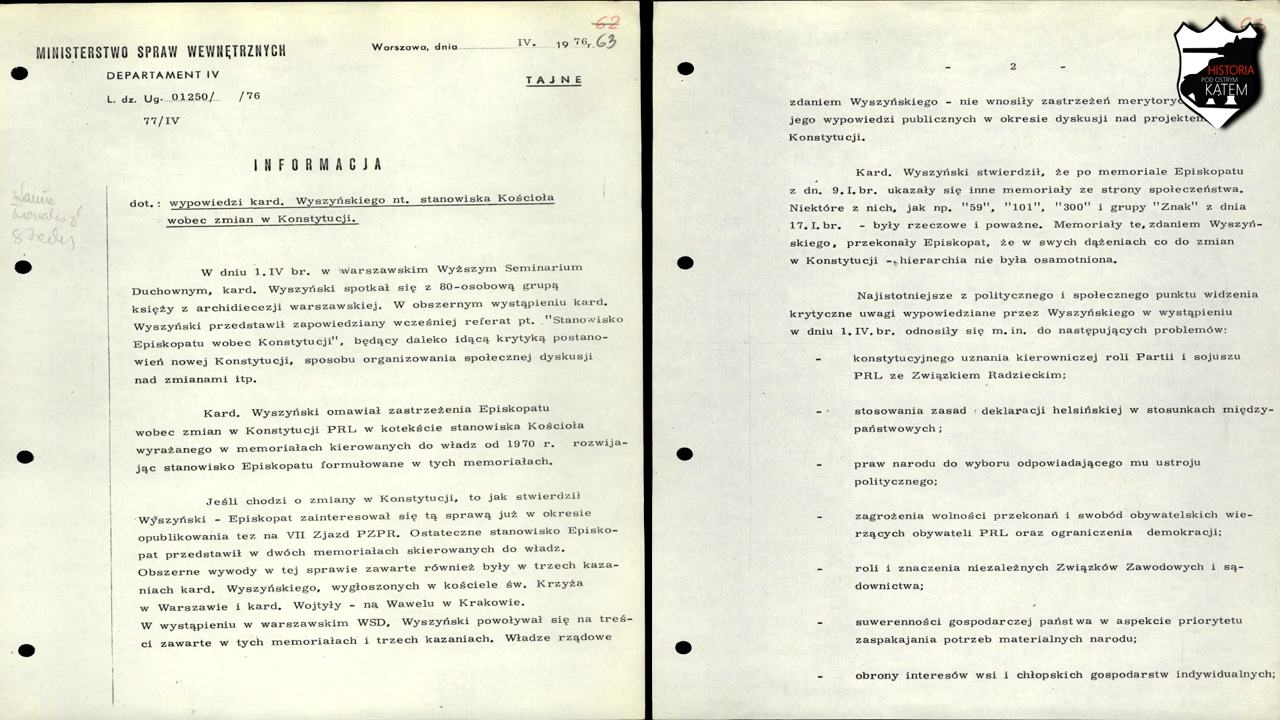 62
63
MINISTERSTWO SPRAW WEWNĘTRZNYCH
DEPARTAMENT IV
L. dz. Ug- 01250/ /76
77/IV
Warszawa, dnia IV. 1976 r.
TAJNE
INFORMACJA
dot.: wypowiedzi kard. Wyszyńskiego nt. stanowiska Kościoła
wobec zmian w Konstytucji.
W dniu 1.IV br. w warszawskim Wyższym Seminarium
Duchownym, kard. Wyszyński spotkał się z 80-osobową grupą
księży z archidiecezji warszawskiej. W obszernym wystąpieniu kard.
Wyszyński przedstawił zapowiedziany wcześniej referat pt. "Stanowisko
Episkopatu wobec Konstytucji", będący daleko idącą krytyką postano-
wień nowej Konstytucji, sposobu organizowania społecznej dyskusji
nad zmianami itp.
Kard. Wyszyński omawiał zastrzeżenia Episkopatu
wobec zmian w Konstytucji PRL w kotekście stanowiska Kościoła
wyrażanego w memoriałach kierowanych do władz od 1970 r. rozwija-
jąc stanowisko Episkopatu formułowane w tych memoriałach.
Jeśli chodzi o zmiany w Konstytucji, to jak stwierdził
Wyszyński - Episkopat zainteresował się tą sprawą już w okresie
opublikowania tez na VII Zjazd PZPR. Ostateczne stanowisko Episko-
pat przedstawił w dwóch memoriałach skierowanych do władz.
Obszerne wywody w tej sprawie zawarte również były w trzech kaza-
niach kard. Wyszyńskiego, wygłoszonych w kościele św. Krzyża
w Warszawie i kard. Wojtyły - na Wawelu w Krakowie.
W wystąpieniu w warszawskim WSD, Wyszyński powoływał się na treś-
ci zawarte w tych memoriałach i trzech kazaniach. Władze rządowe
- 2 -
HISTORIA
POD OSTRYM
KĄTEM
zdaniem Wyszyńskiego - nie wnosiły zastrzeżeń
jego wypowiedzi publicznych w okresie dyskusji nad
Konstytucji.
Kard. Wyszyński stwierdził, że po memoriale Episkopatu
z dn. 9.I.br. ukazały się inne memoriały ze strony społeczeństwa.
Niektóre z nich, jak np. "59", "101", "300" i grupy "Znak" z dnia
17.I.br. - były rzeczowe i poważne. Memoriały te, zdaniem Wyszyń-
skiego, przekonały Episkopat, że w swych dążeniach co do zmian
w Konstytucji - hierarchia nie była osamotniona.
Najistotniejsze z politycznego i społecznego punktu widzenia
krytyczne uwagi wypowiedziane przez Wyszyńskiego w wystąpieniu
w dniu 1.IV.br. odnosiły się m.in. do następujących problemów:
- konstytucyjnego uznania kierowniczej roli Partii i sojuszu
PRL ze Związkiem Radzieckim;
- stosowania zasad deklaracji helsińskiej w stosunkach między-
państwowych;
- praw narodu do wyboru odpowiadającego mu ustroju
politycznego;
- zagrożenia wolności przekonań i swobód obywatelskich wie-
rzących obywateli PRL oraz ograniczenia demokracji;
- roli i znaczenia niezależnych Związków Zawodowych i są-
downictwa;
- suwerenności gospodarczej państwa w aspekcie priorytetu
zaspakajania potrzeb materialnych narodu;
- obrony interesów wsi i chłopskich gospodarstw indywidualnych;